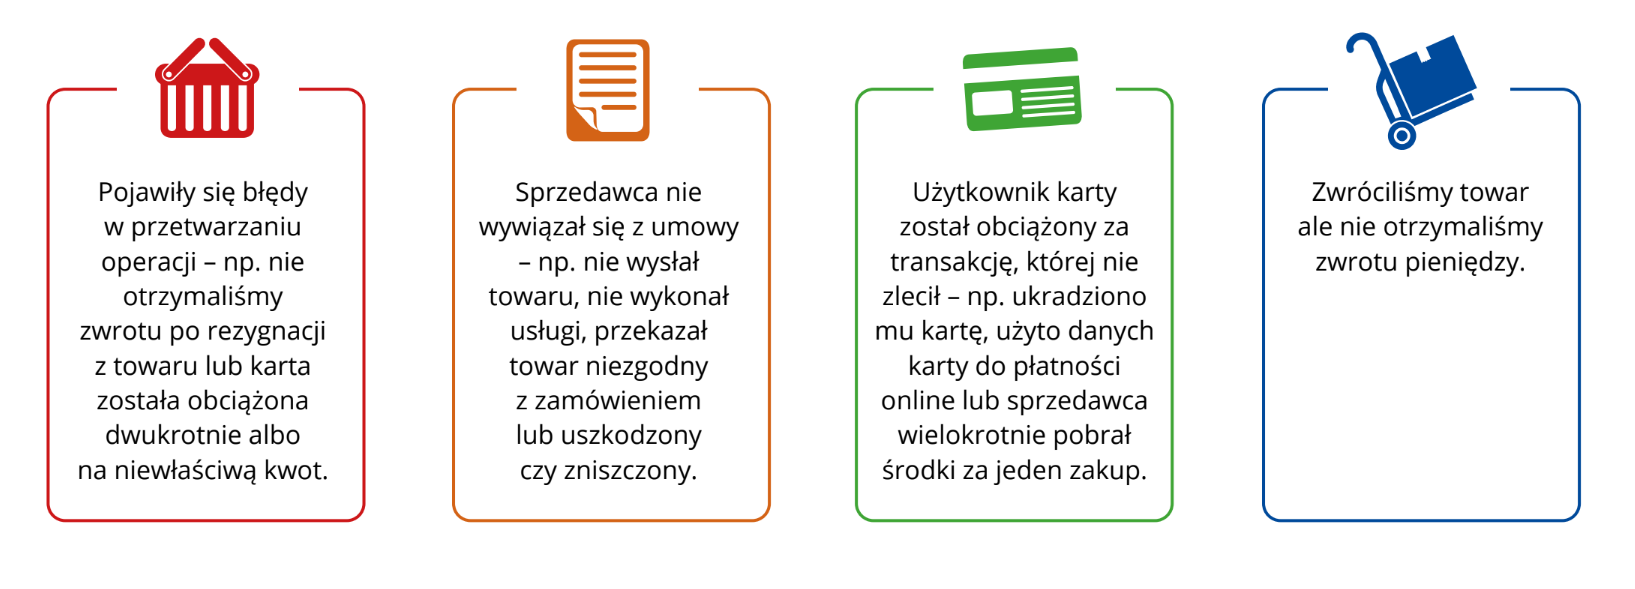 Pojawiły się błędy
w przetwarzaniu
operacji – np. nie
otrzymaliśmy
zwrotu po rezygnacji
z towaru lub karta
została obciążona
dwukrotnie albo
na niewłaściwą kwot.
Sprzedawca nie
wywiązał się z umowy
– np. nie wysłał
towaru, nie wykonał
usługi, przekazał
towar niezgodny
z zamówieniem
lub uszkodzony
czy zniszczony.
Użytkownik karty
został obciążony za
transakcję, której nie
zlecił – np. ukradziono
mu kartę, użyto danych
karty do płatności
online lub sprzedawca
wielokrotnie pobrał
środki za jeden zakup.
Zwróciliśmy towar
ale nie otrzymaliśmy
zwrotu pieniędzy.